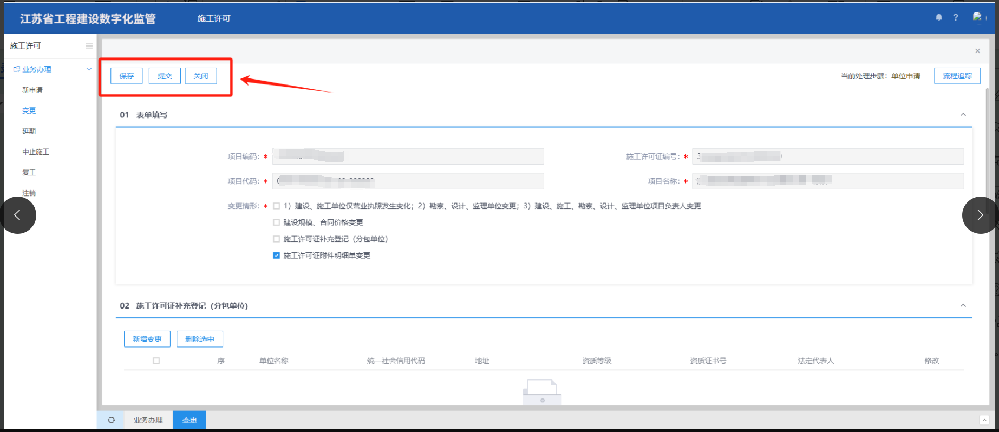 江苏省工程建设数字化监管
施工许可
?
施工许可
业务办理
新申请
变更
延期
中止施工
复工
注销
保存
提交
关闭
当前处理步骤：单位申请
流程追踪
01 表单填写
项目编码：*
施工许可证编号：*
项目代码：*
项目名称：*
变更情形：*
1）建设、施工单位仅营业执照发生变化；2）勘察、设计、监理单位变更；3）建设、施工、勘察、设计、监理单位项目负责人变更
建设规模、合同价格变更
施工许可证补充登记（分包单位）
施工许可证附件明细单变更
02 施工许可证补充登记（分包单位）
新增变更
删除选中
序 单位名称 统一社会信用代码 地址 资质等级 资质证书号 法定代表人 修改
业务办理
变更